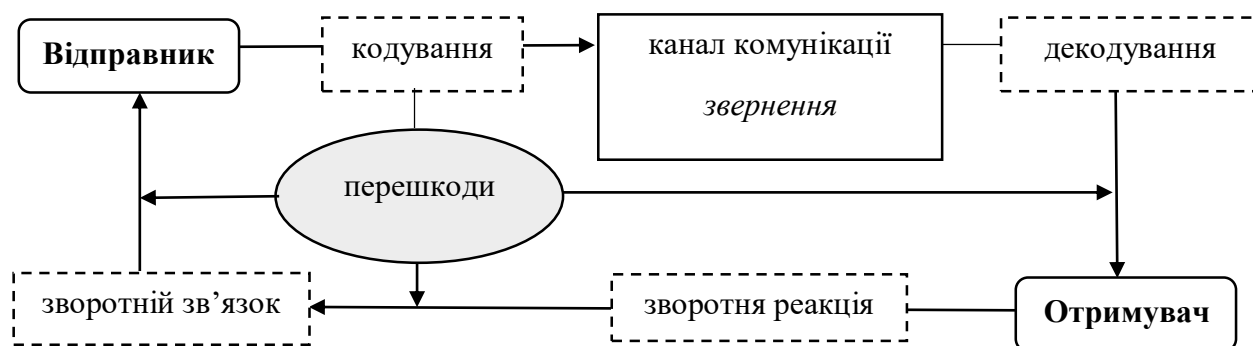 Відправник
кодування
канал комунікації
звернення
декодування
перешкоди
зворотній зв’язок
зворотня реакція
Отримувач